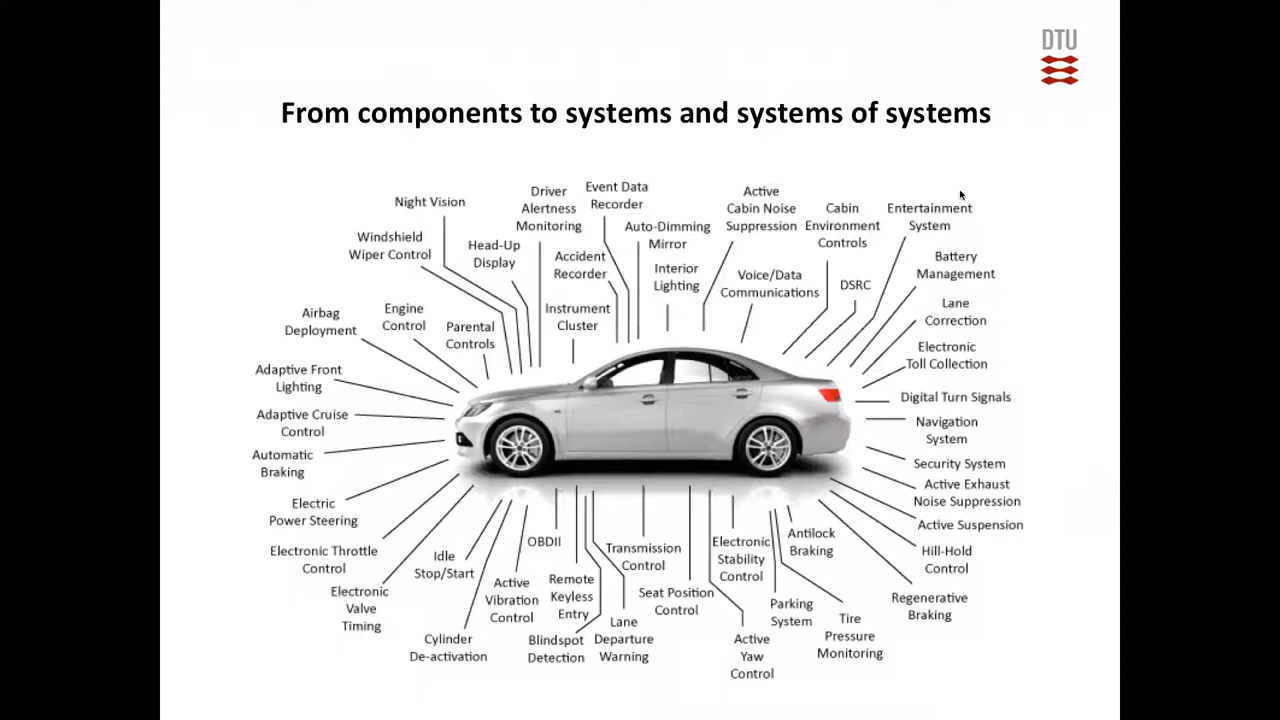 DTU
From components to systems and systems of systems
Night Vision
Driver
Alertness
Monitoring
Event Data
Recorder
Active
Cabin Noise
Suppression
Cabin
Environment
Controls
Entertainment
System
Windshield
Wiper Control
Head-Up
Display
Accident
Recorder
Auto-Dimming
Mirror
Interior
Lighting
Voice/Data
Communications
DSRC
Battery
Management
Airbag
Deployment
Engine
Control
Parental
Controls
Instrument
Cluster
Lane
Correction
Electronic
Toll Collection
Adaptive Front
Lighting
Digital Turn Signals
Adaptive Cruise
Control
Navigation
System
Automatic
Braking
Security System
Electric
Power Steering
Active Exhaust
Noise Suppression
Active Suspension
Electronic Throttle
Control
Idle
Stop/Start
OBDII
Transmission
Control
Electronic
Stability
Control
Antilock
Braking
Hill-Hold
Control
Electronic
Valve
Timing
Active
Vibration
Control
Remote
Keyless
Entry
Seat Position
Control
Parking
System
Regenerative
Braking
Cylinder
De-activation
Blindspot
Detection
Lane
Departure
Warning
Active
Yaw
Control
Tire
Pressure
Monitoring